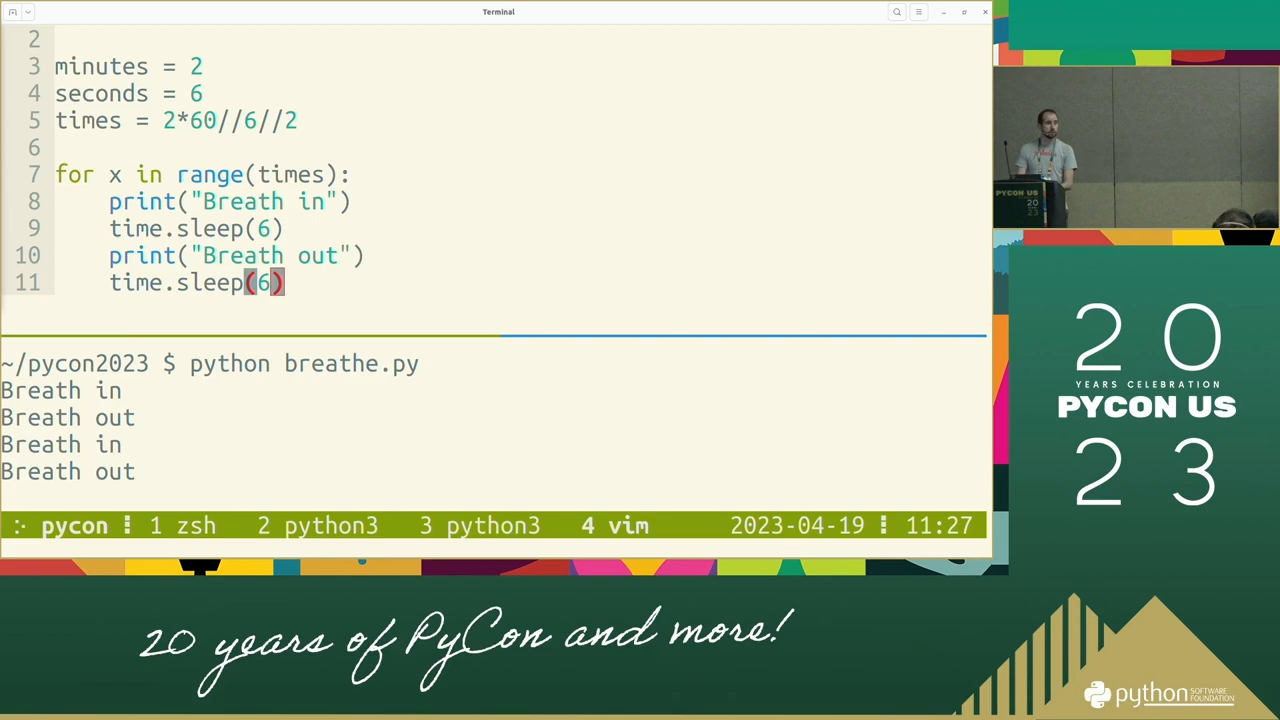 Terminal
2
3 minutes = 2
4 seconds = 6
5 times = 2*60//6//2
6
7 for x in range(times):
8 print("Breath in")
9 time.sleep(6)
10 print("Breath out")
11 time.sleep(6)
~/pycon2023 $ python breathe.py
Breath in
Breath out
Breath in
Breath out
:· pycon ⋮ 1 zsh 2 python3 3 python3 4 vim 2023-04-19 ⋮ 11:27
PYCON US
20
23
20
YEARS CELEBRATION
PYCON US
23
20 years of PyCon and more!
python SOFTWARE FOUNDATION